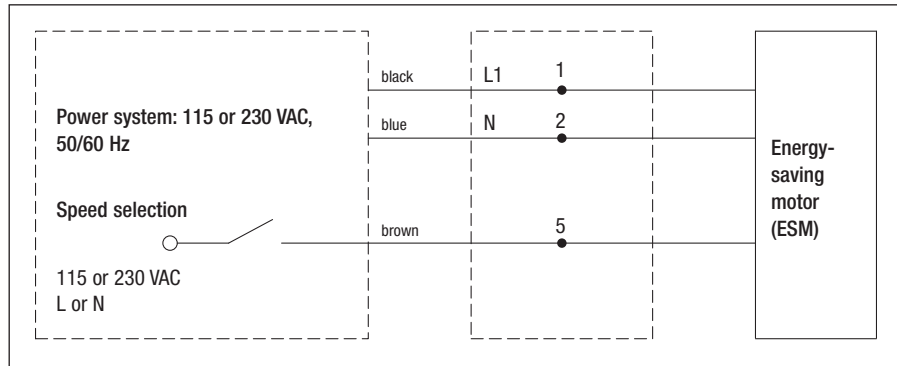 black
L1
1
Power system: 115 or 230 VAC,
50/60 Hz
blue
N
2
Energy-
saving
motor
(ESM)
Speed selection
brown
5
115 or 230 VAC
L or N